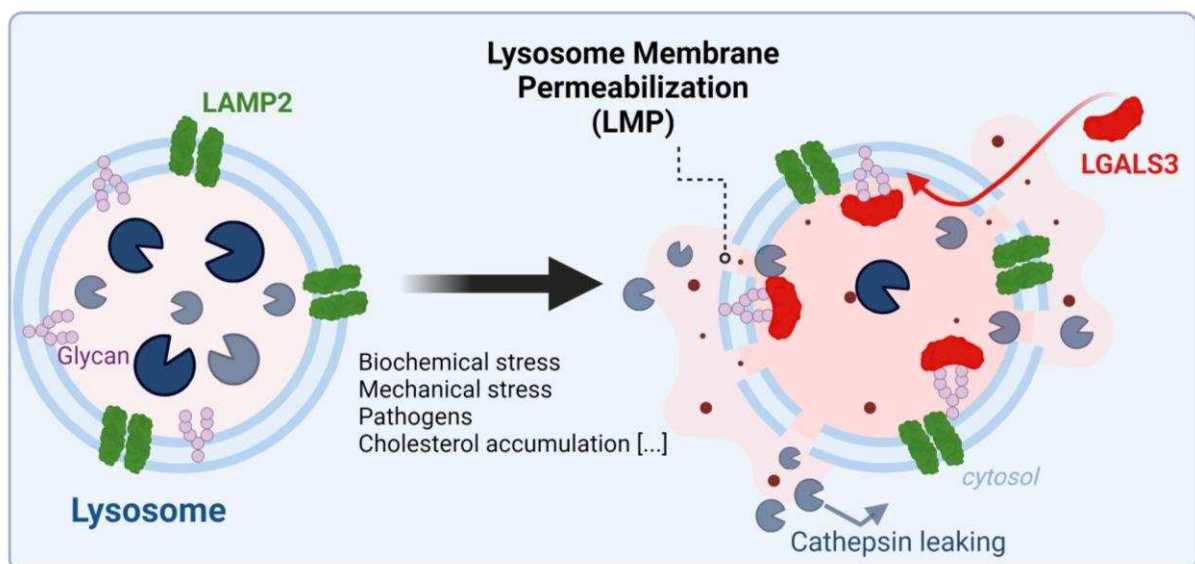 Lysosome Membrane
Permeabilization
(LMP)
LAMP2
LGALS3
Glycan
Biochemical stress
Mechanical stress
Pathogens
Cholesterol accumulation [...]
cytosol
Lysosome
Cathepsin leaking